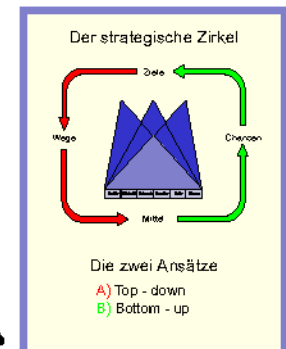 Der strategische Zirkel
Ziele
Wege
Chancen
Mittel
Die zwei Ansätze
A) Top - down
B) Bottom - up